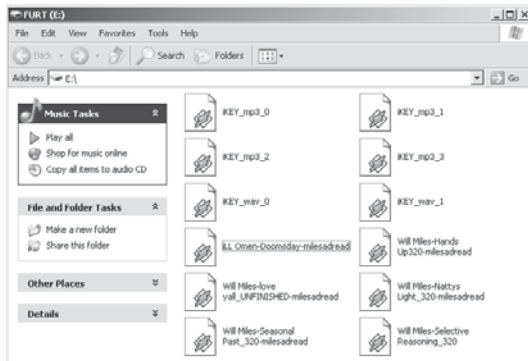 FURT (E:)
File Edit View Favorites Tools Help
Back Search Folders
Address E:\ Go
Music Tasks
Play all
Shop for music online
Copy all items to audio CD
File and Folder Tasks
Make a new folder
Share this folder
Other Places
Details
iKEY_mp3_0 iKEY_mp3_1
iKEY_mp3_2 iKEY_mp3_3
iKEY_wav_0 iKEY_wav_1
iLL Omen-Doomsday-milesadread
Will Miles-Hands
Up320-milesadread
Will Miles-love
yall_UNFINISHED-milesadread
Will Miles-Nattys
Light_320-milesadread
Will Miles-Seasonal
Past_320-milesadread
Will Miles-Selective
Reasoning_320